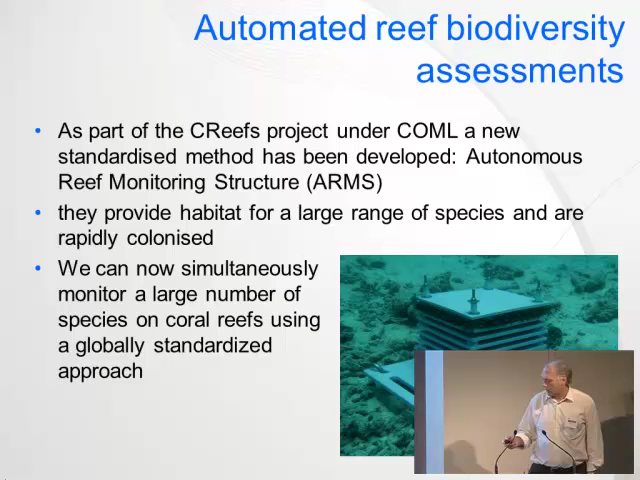 Automated reef biodiversity
assessments
• As part of the CReefs project under COML a new
standardised method has been developed: Autonomous
Reef Monitoring Structure (ARMS)
• they provide habitat for a large range of species and are
rapidly colonised
• We can now simultaneously
monitor a large number of
species on coral reefs using
a globally standardized
approach